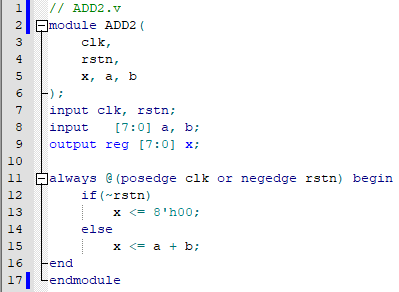 1 // ADD2.v
2 module ADD2(
3 clk,
4 rstn,
5 x, a, b
6 );
7 input clk, rstn;
8 input [7:0] a, b;
9 output reg [7:0] x;
10
11 always @(posedge clk or negedge rstn) begin
12 if(~rstn)
13 x <= 8'h00;
14 else
15 x <= a + b;
16 end
17 endmodule